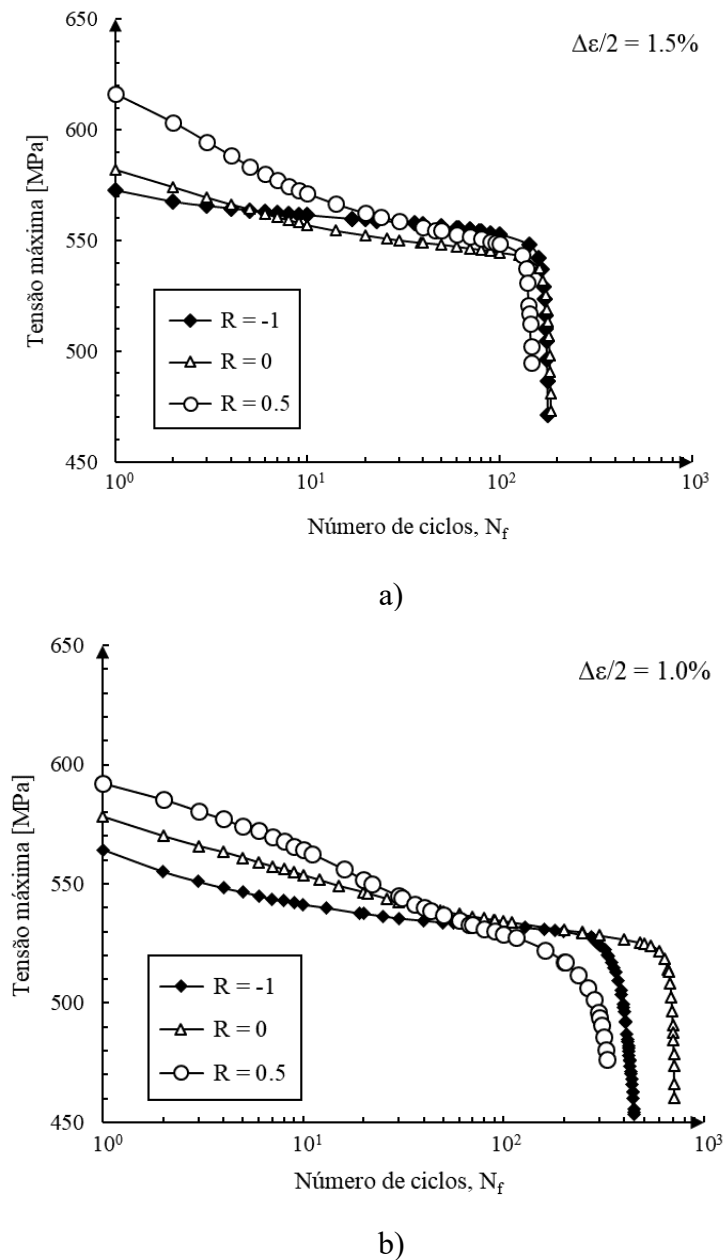 650
Δε/2 = 1.5%
600
Tensão máxima [MPa]
550
R = -1
500
R = 0
R = 0.5
450
10⁰ 10¹ 10² 10³
Número de ciclos, N_f
a)
650
Δε/2 = 1.0%
600
Tensão máxima [MPa]
550
R = -1
500
R = 0
R = 0.5
450
10⁰ 10¹ 10² 10³
Número de ciclos, N_f
b)